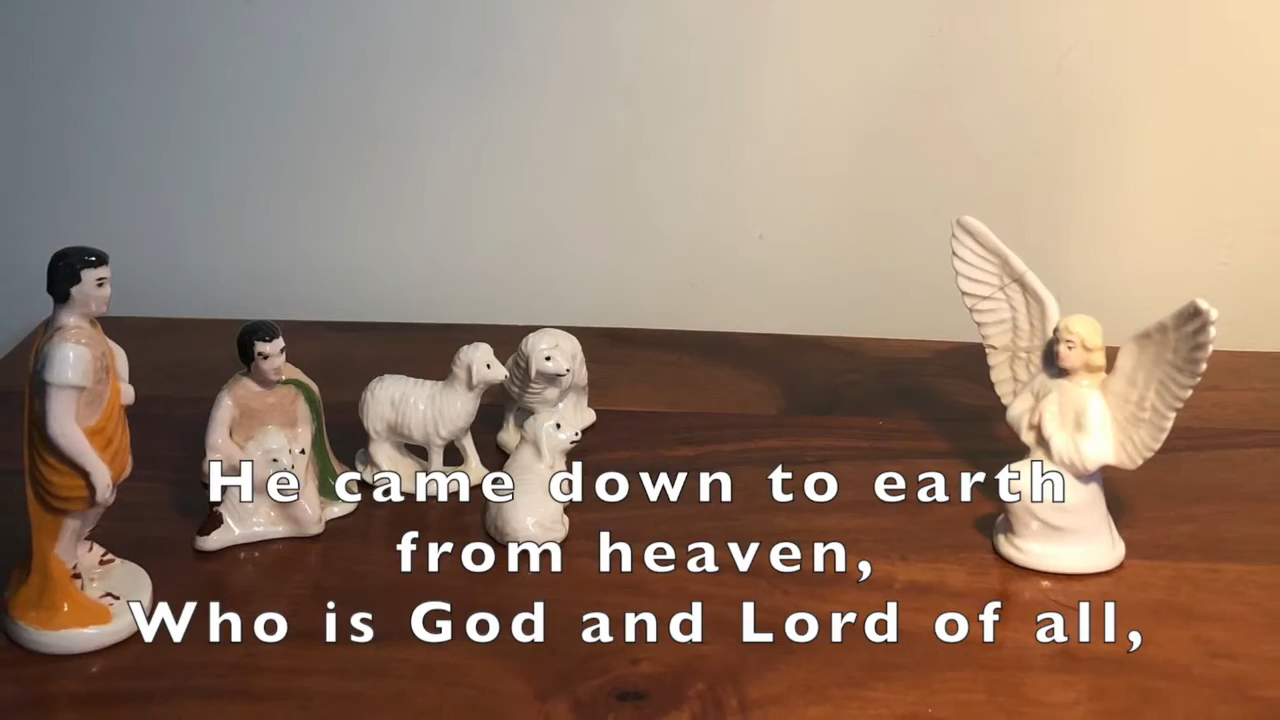 He came down to earth
from heaven,
Who is God and Lord of all,